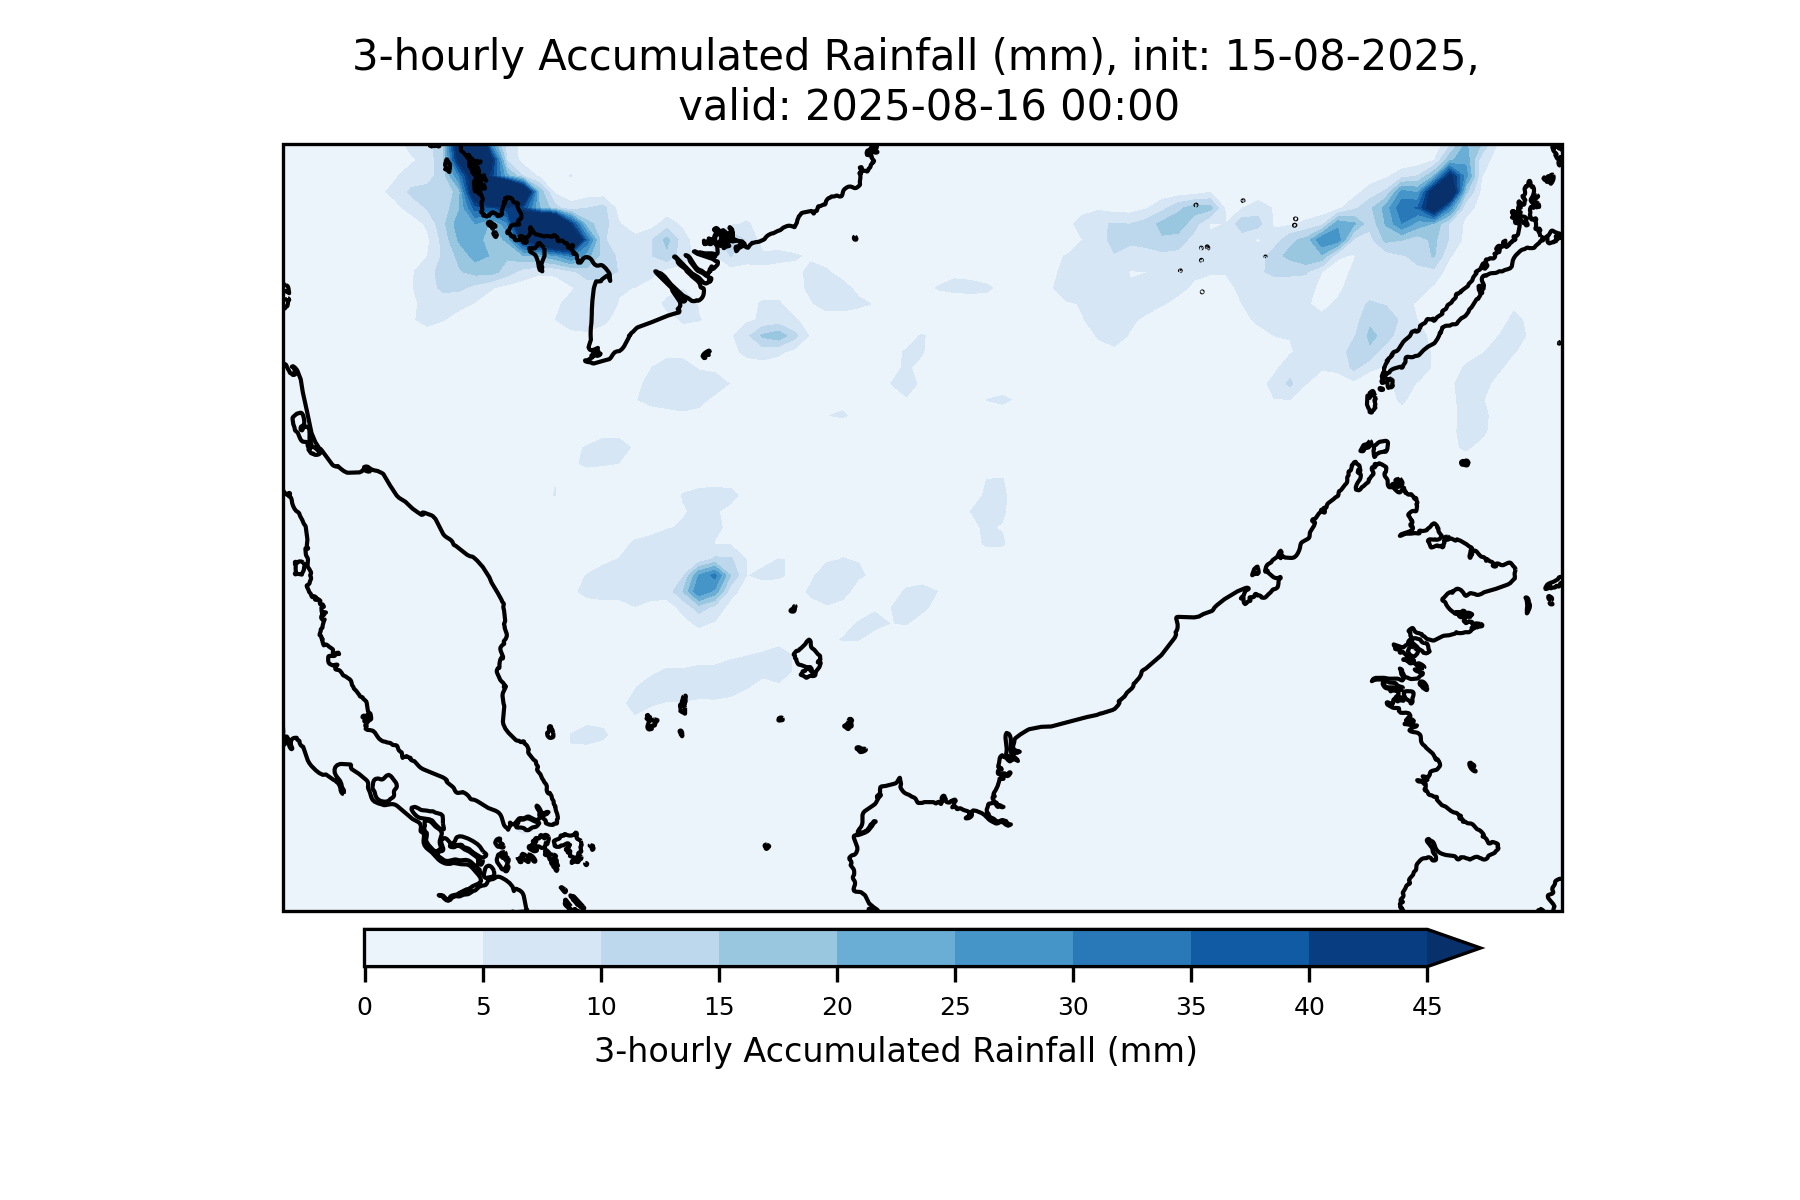 3-hourly Accumulated Rainfall (mm), init: 15-08-2025,
valid: 2025-08-16 00:00
0 5 10 15 20 25 30 35 40 45
3-hourly Accumulated Rainfall (mm)